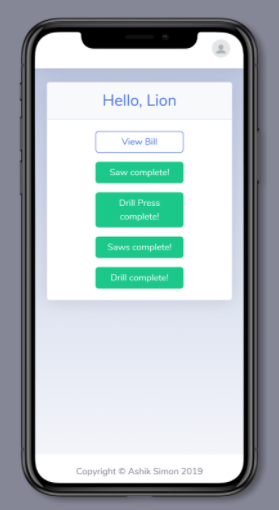 Hello, Lion
View Bill
Saw complete!
Drill Press
complete!
Saws complete!
Drill complete!
Copyright © Ashik Simon 2019